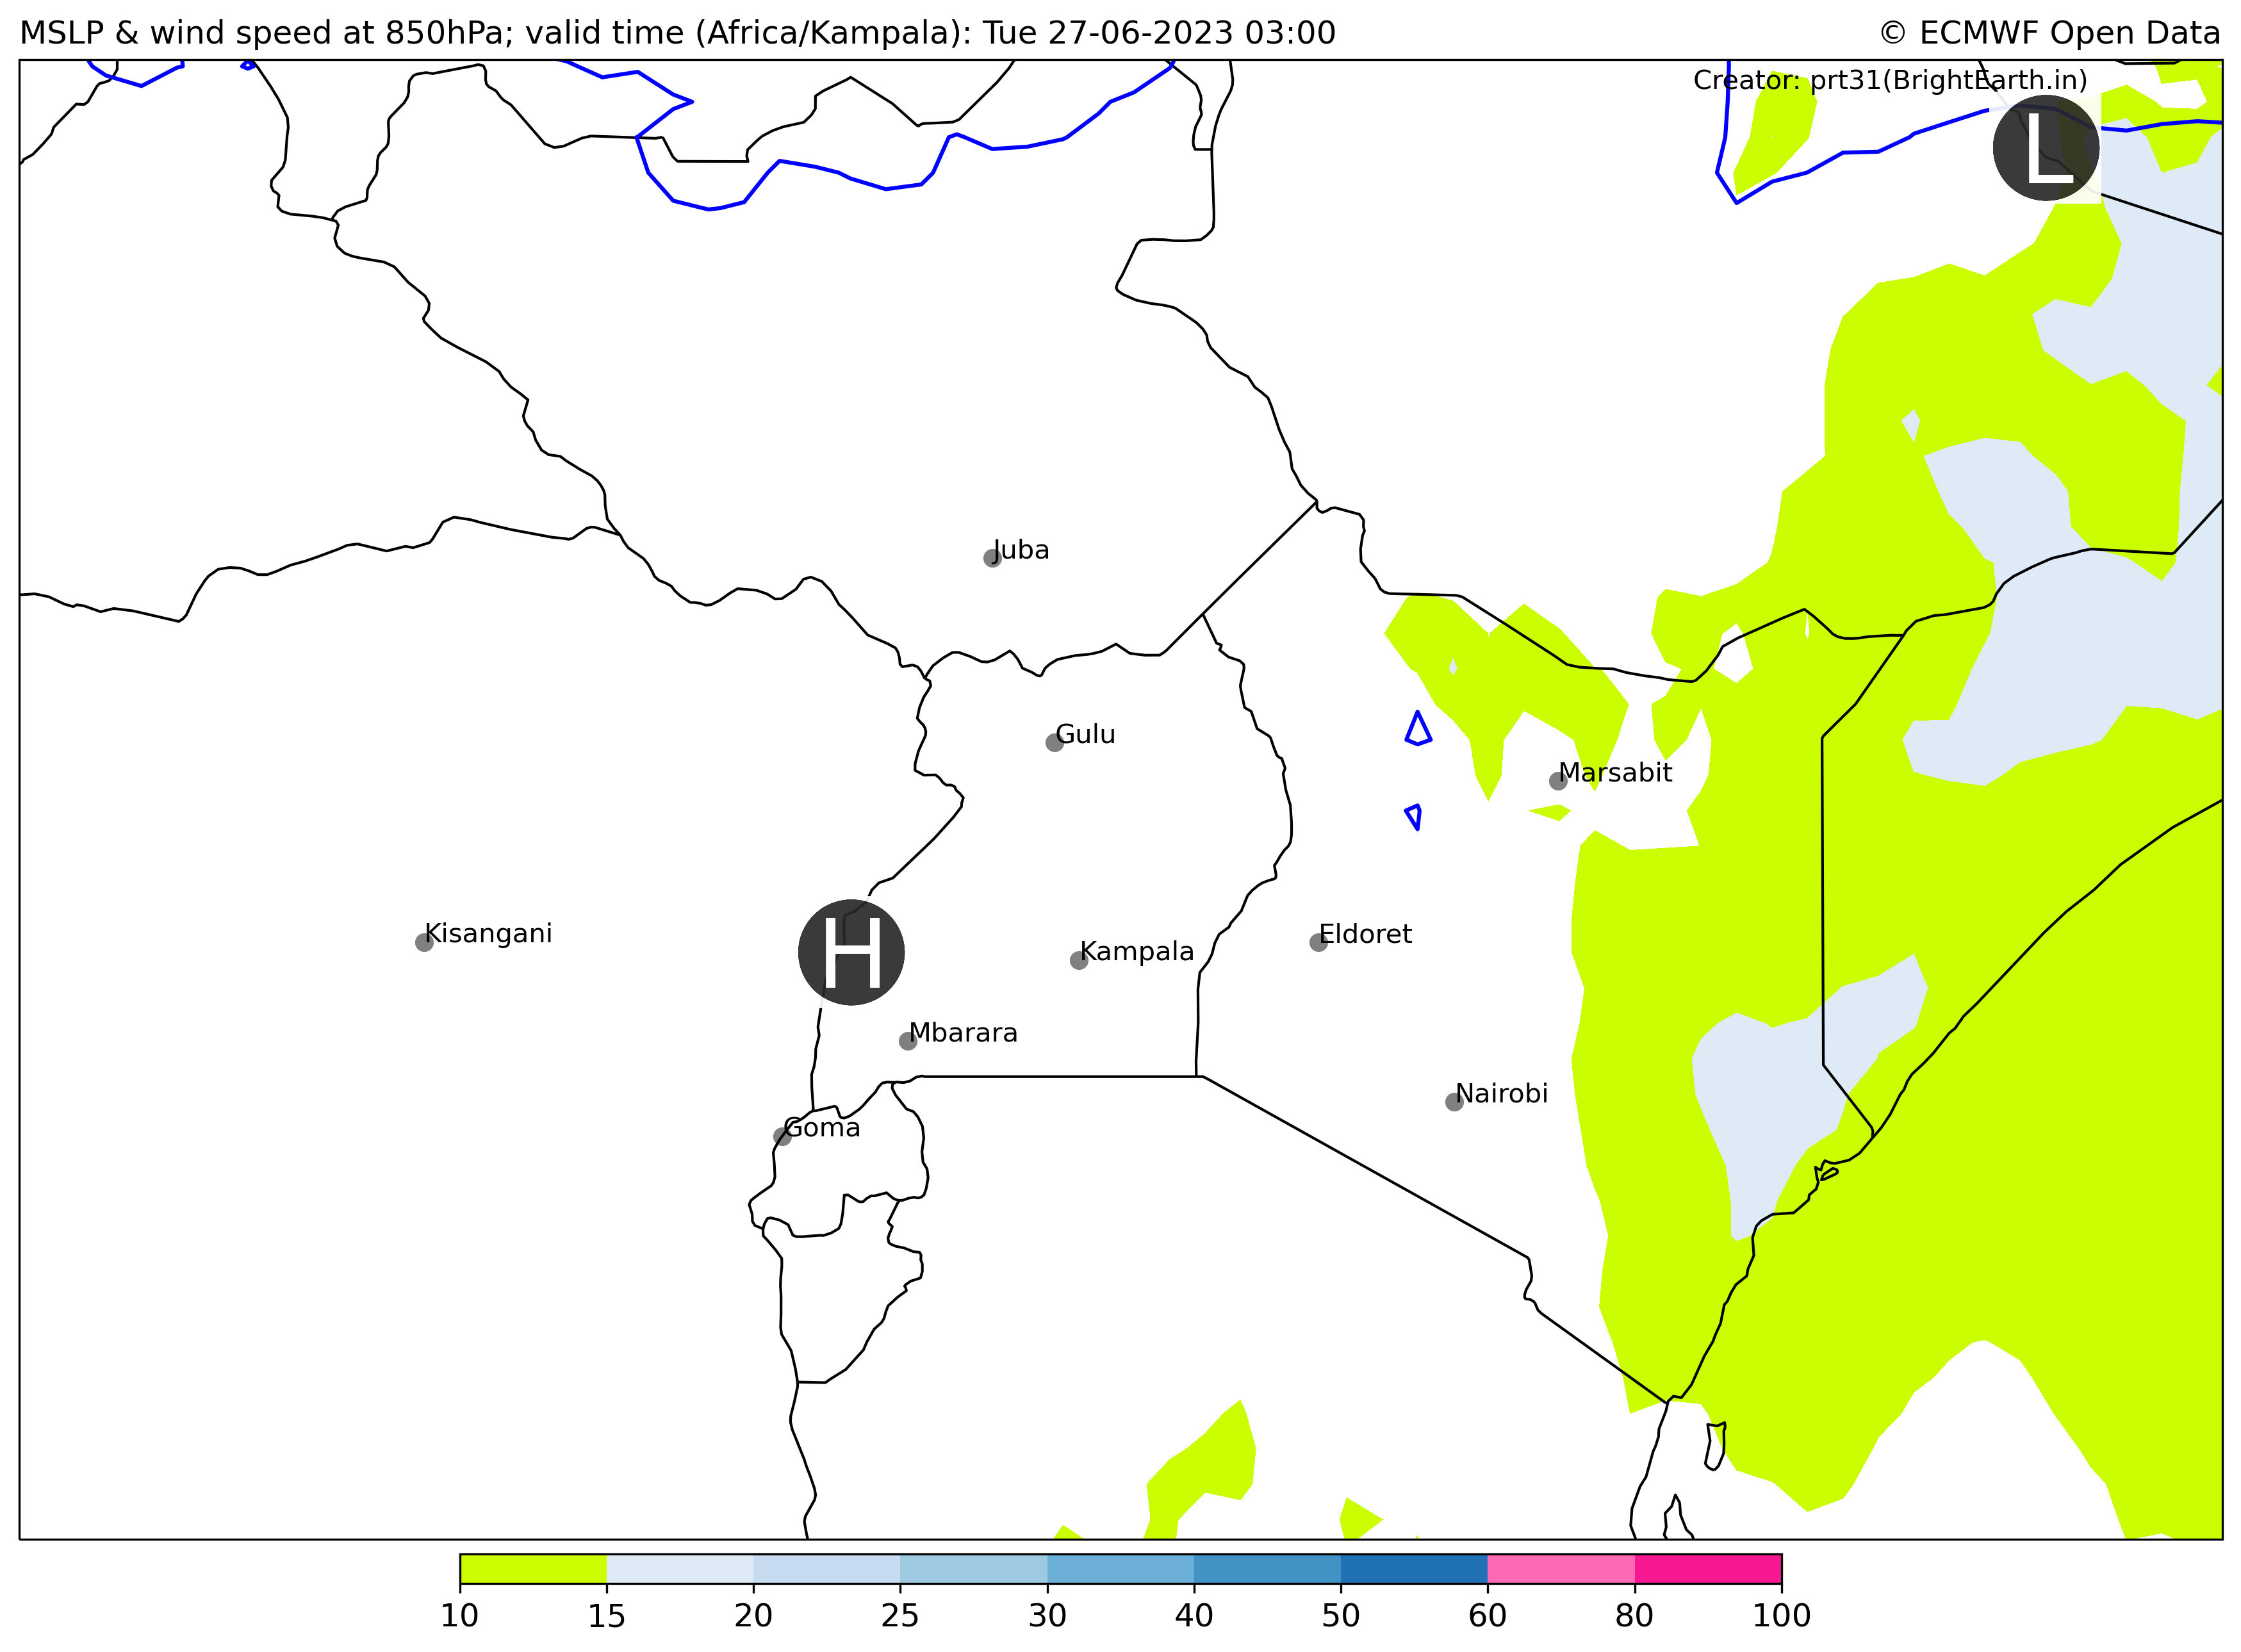 MSLP & wind speed at 850hPa; valid time (Africa/Kampala): Tue 27-06-2023 03:00
© ECMWF Open Data
Creator: prt31(BrightEarth.in)
L
Juba
Gulu
Marsabit
Kisangani
H
Kampala
Eldoret
Mbarara
Nairobi
Goma
10 15 20 25 30 40 50 60 80 100